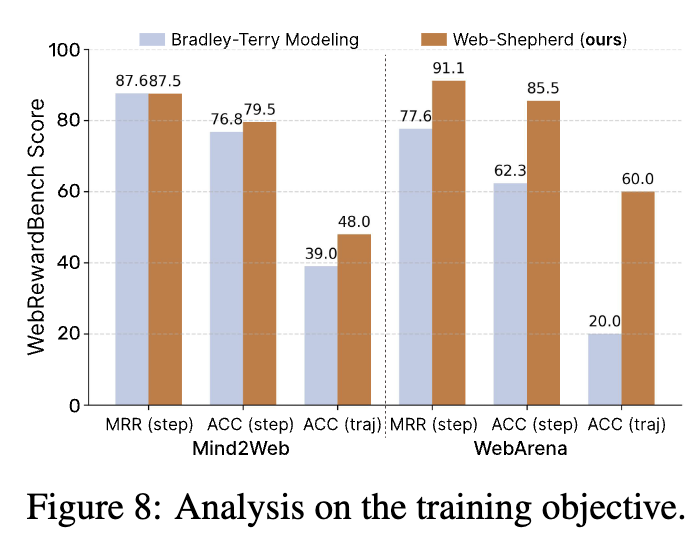 Bradley-Terry Modeling Web-Shepherd (ours)
WebRewardBench Score
100
80
60
40
20
0
87.6 87.5 76.8 79.5 39.0 48.0 77.6 91.1 62.3 85.5 20.0 60.0
MRR (step) ACC (step) ACC (traj) MRR (step) ACC (step) ACC (traj)
Mind2Web WebArena
Figure 8: Analysis on the training objective.